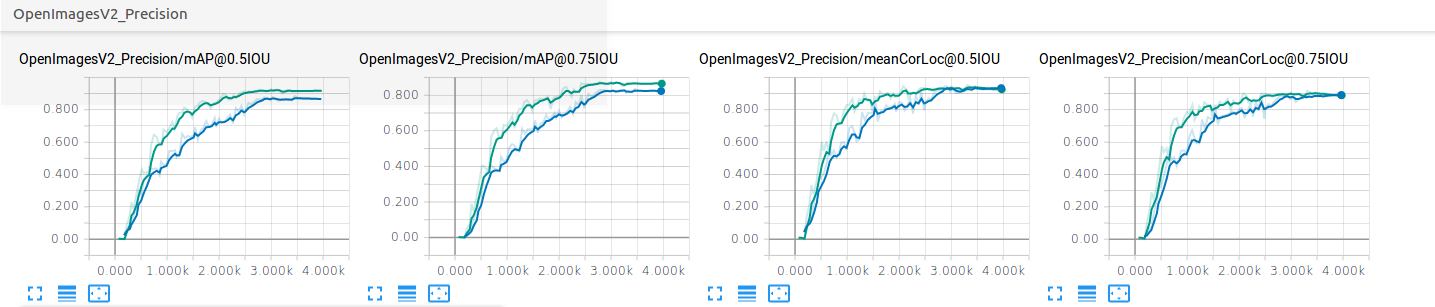 OpenImagesV2_Precision
OpenImagesV2_Precision/mAP@0.5IOU
0.800
0.600
0.400
0.200
0.00
0.000 1.000k 2.000k 3.000k 4.000k
OpenImagesV2_Precision/mAP@0.75IOU
0.800
0.600
0.400
0.200
0.00
0.000 1.000k 2.000k 3.000k 4.000k
OpenImagesV2_Precision/meanCorLoc@0.5IOU
0.800
0.600
0.400
0.200
0.00
0.000 1.000k 2.000k 3.000k 4.000k
OpenImagesV2_Precision/meanCorLoc@0.75IOU
0.800
0.600
0.400
0.200
0.00
0.000 1.000k 2.000k 3.000k 4.000k